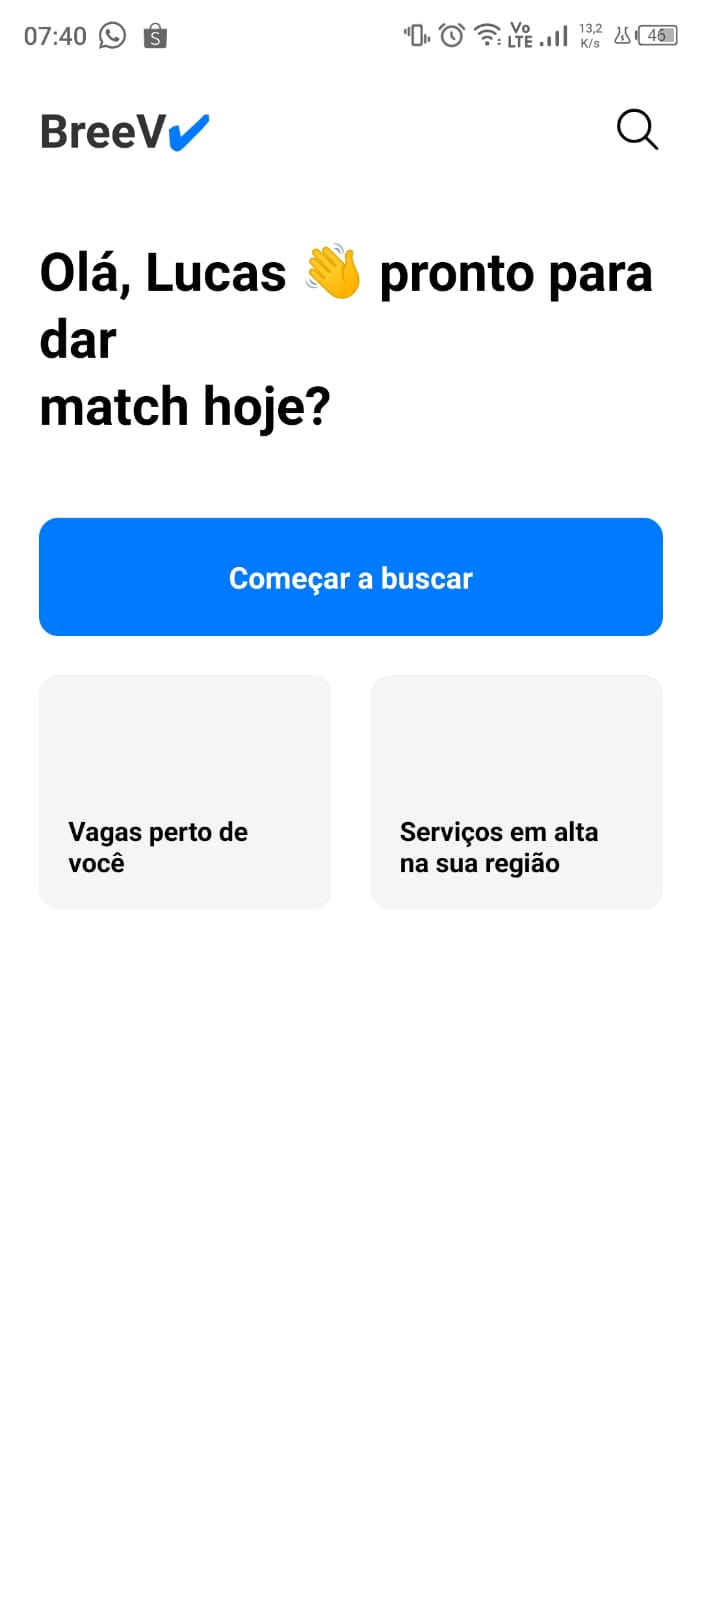 07:40 Vo LTE 13,2 K/s 46
BreeV✔
Olá, Lucas 👋 pronto para
dar
match hoje?
Começar a buscar
Vagas perto de
você
Serviços em alta
na sua região